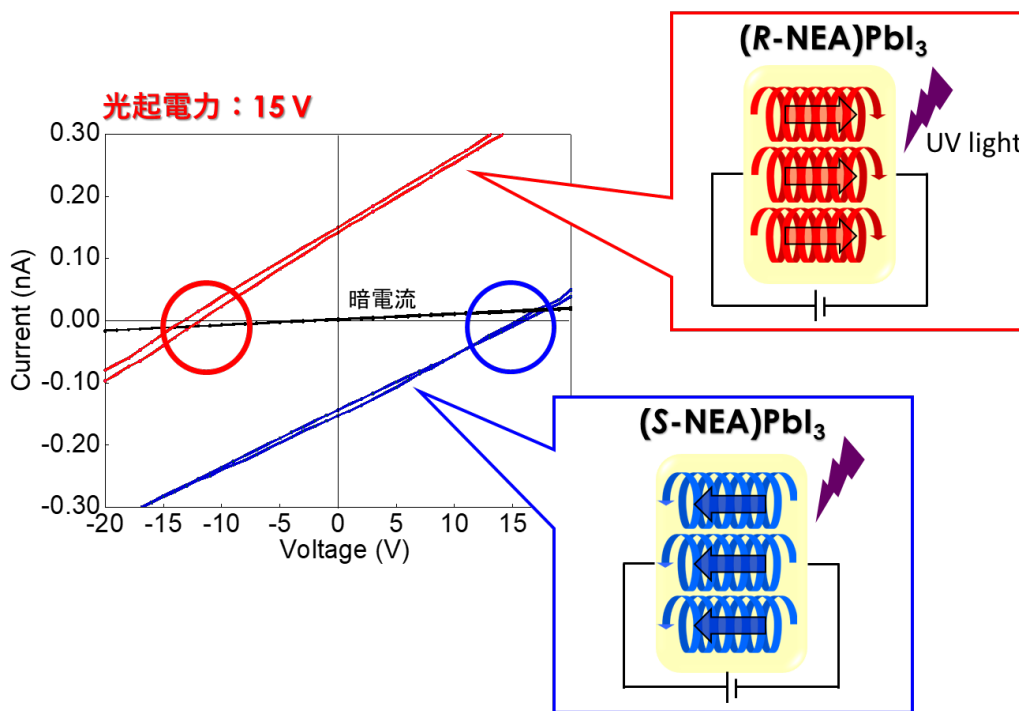 光起電力：15 V
0.30
0.20
0.10
0.00
-0.10
-0.20
-0.30
Current (nA)
-20 -15 -10 -5 0 5 10 15
Voltage (V)
暗電流
(R-NEA)PbI₃
UV light
(S-NEA)PbI₃